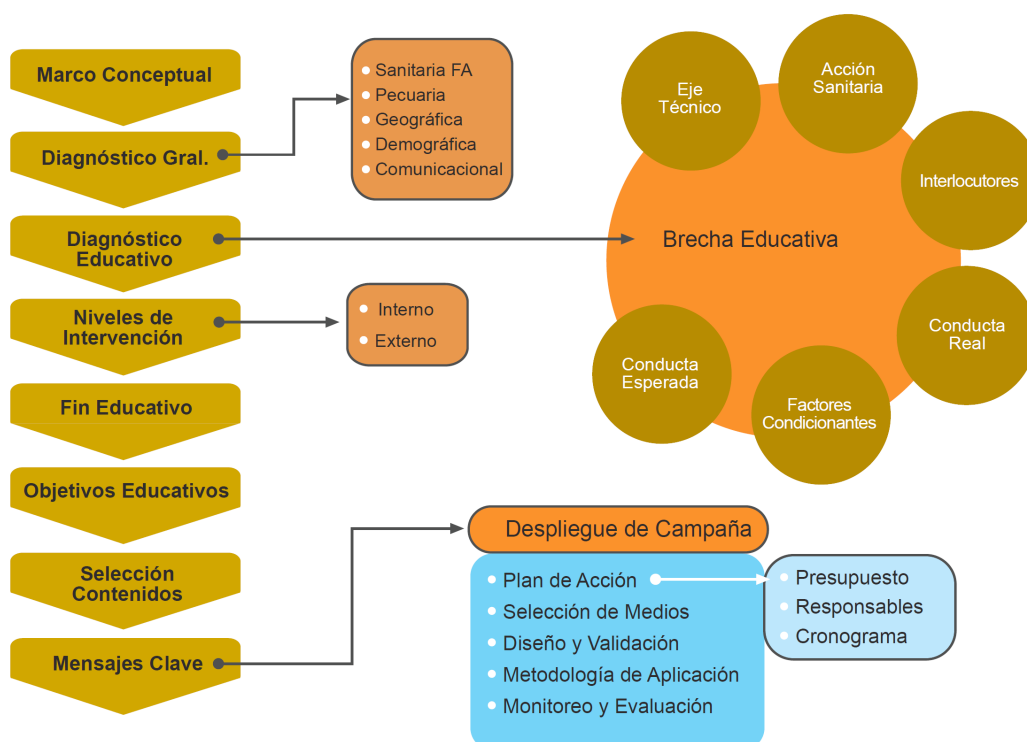 Marco Conceptual
Diagnóstico Gral.
Sanitaria FA
Pecuaria
Geográfica
Demográfica
Comunicacional
Diagnóstico
Educativo
Brecha Educativa
Eje
Técnico
Acción
Sanitaria
Interlocutores
Conducta
Real
Factores
Condicionantes
Conducta
Esperada
Niveles de
Intervención
Interno
Externo
Fin Educativo
Objetivos Educativos
Selección
Contenidos
Mensajes Clave
Despliegue de Campaña
Plan de Acción
Selección de Medios
Diseño y Validación
Metodología de Aplicación
Monitoreo y Evaluación
Presupuesto
Responsables
Cronograma